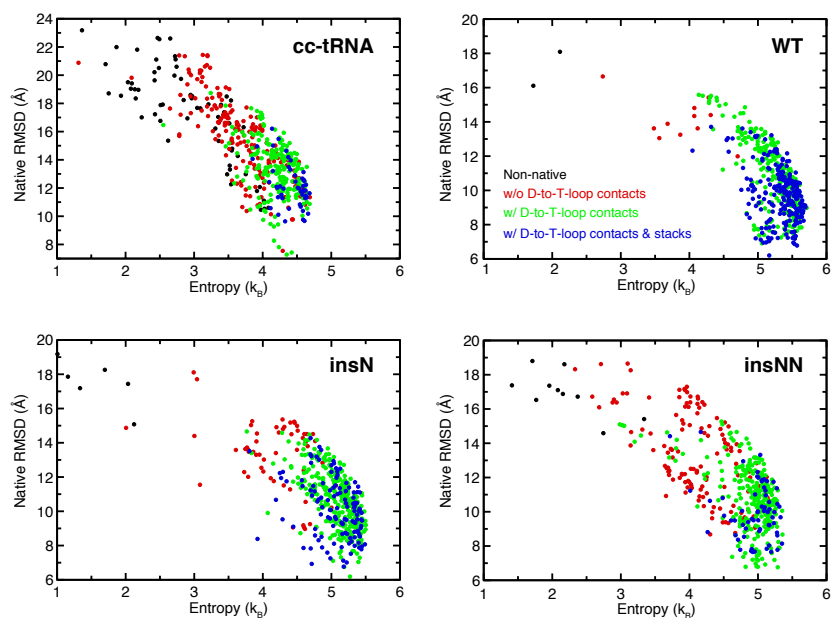 cc-tRNA
24
22
20
18
16
14
12
10
8
Native RMSD (Å)
1 2 3 4 5 6
Entropy (k_B)
WT
20
18
16
14
12
10
8
6
Native RMSD (Å)
Non-native
w/o D-to-T-loop contacts
w/ D-to-T-loop contacts
w/ D-to-T-loop contacts & stacks
1 2 3 4 5 6
Entropy (k_B)
insN
20
18
16
14
12
10
8
6
Native RMSD (Å)
1 2 3 4 5 6
Entropy (k_B)
insNN
20
18
16
14
12
10
8
6
Native RMSD (Å)
1 2 3 4 5 6
Entropy (k_B)